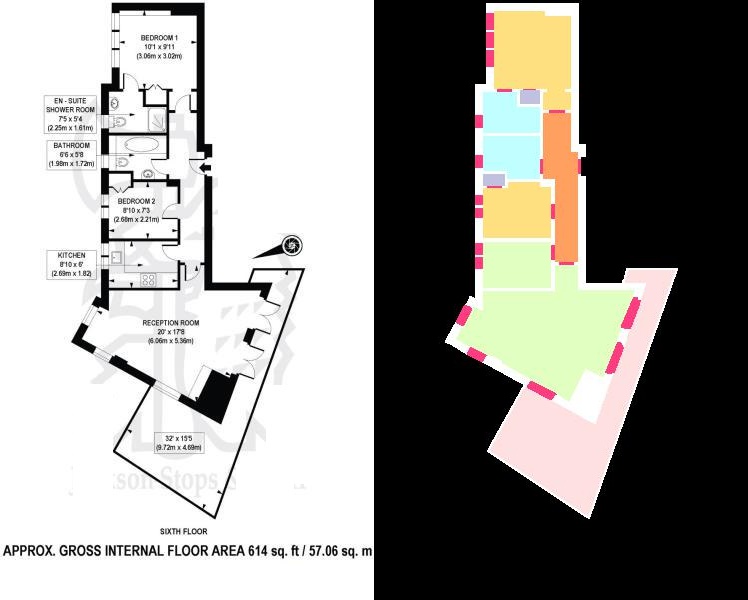 BEDROOM 1
10'1 x 9'11
(3.06m x 3.02m)
EN - SUITE
SHOWER ROOM
7'5 x 5'4
(2.25m x 1.61m)
BATHROOM
6'6 x 5'8
(1.98m x 1.72m)
BEDROOM 2
8'10 x 7'3
(2.68m x 2.21m)
KITCHEN
8'10 x 6'
(2.69m x 1.82)
RECEPTION ROOM
20' x 17'8
(6.06m x 5.36m)
32' x 15'5
(9.72m x 4.69m)
son Stops
SIXTH FLOOR
APPROX. GROSS INTERNAL FLOOR AREA 614 sq. ft / 57.06 sq. m